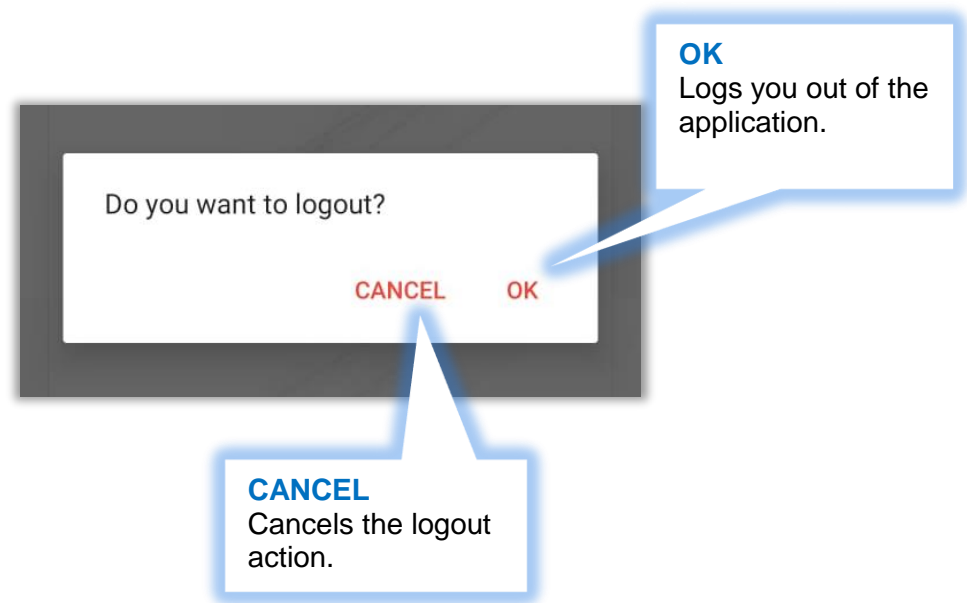 OK
Logs you out of the
application.
Do you want to logout?
CANCEL OK
CANCEL
Cancels the logout
action.